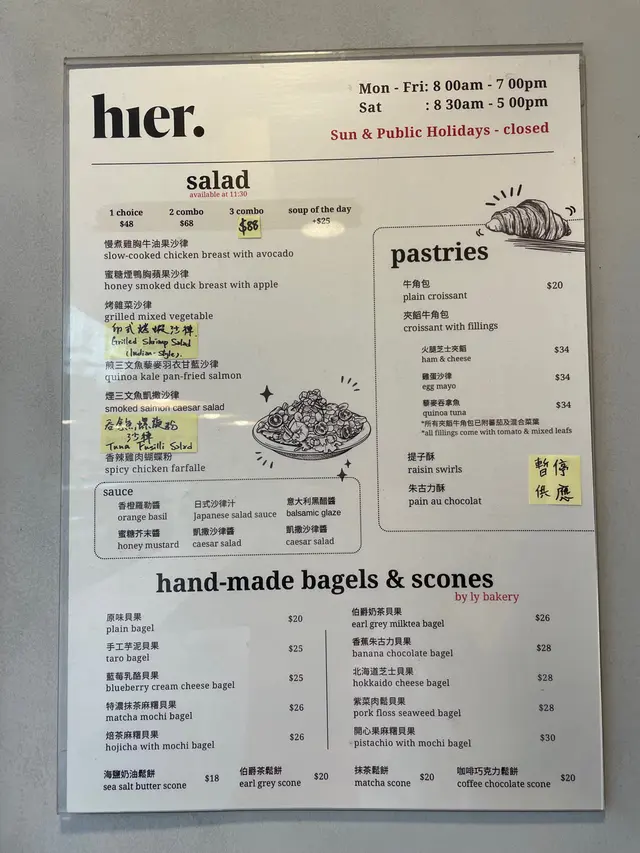 hier.
Mon - Fri: 8 00am - 7 00pm
Sat : 8 30am - 5 00pm
Sun & Public Holidays - closed
salad
available at 11:30
1 choice 2 combo 3 combo soup of the day
$48 $68 $88 +$25
慢煮雞胸牛油果沙律
slow-cooked chicken breast with avocado
蜜糖煙鴨胸蘋果沙律
honey smoked duck breast with apple
烤雜菜沙律
grilled mixed vegetable
印式烤蝦沙律
Grilled Shrimp Salad
(Indian-Style).
煎三文魚藜麥羽衣甘藍沙律
quinoa kale pan-fried salmon
煙三文魚凱撒沙律
smoked salmon caesar salad
吞魚螺旋粉
沙律
Tuna Fusilli Salad
香辣雞肉蝴蝶粉
spicy chicken farfalle
sauce
香橙羅勒醬 日式沙律汁 意大利黑醋醬
orange basil Japanese salad sauce balsamic glaze
蜜糖芥末醬 凱撒沙律醬 凱撒沙律醬
honey mustard caesar salad caesar salad
pastries
牛角包
plain croissant $20
夾餡牛角包
croissant with fillings
火腿芝士夾餡 $34
ham & cheese
雞蛋沙律 $34
egg mayo
藜麥吞拿魚 $34
quinoa tuna
*所有夾餡牛角包已附蕃茄及混合菜葉
*all fillings come with tomato & mixed leafs
提子酥
raisin swirls
朱古力酥
pain au chocolat
暫停
供應
hand-made bagels & scones
by ly bakery
原味貝果 $20
plain bagel
手工芋泥貝果 $25
taro bagel
藍莓乳酪貝果 $25
blueberry cream cheese bagel
特濃抹茶麻糬貝果 $26
matcha mochi bagel
焙茶麻糬貝果 $26
hojicha with mochi bagel
伯爵奶茶貝果 $26
earl grey milktea bagel
香蕉朱古力貝果 $28
banana chocolate bagel
北海道芝士貝果 $28
hokkaido cheese bagel
紫菜肉鬆貝果 $28
pork floss seaweed bagel
開心果麻糬貝果 $30
pistachio with mochi bagel
海鹽奶油鬆餅 $18 伯爵茶鬆餅 $20 抹茶鬆餅 $20 咖啡巧克力鬆餅 $20
sea salt butter scone earl grey scone matcha scone coffee chocolate scone